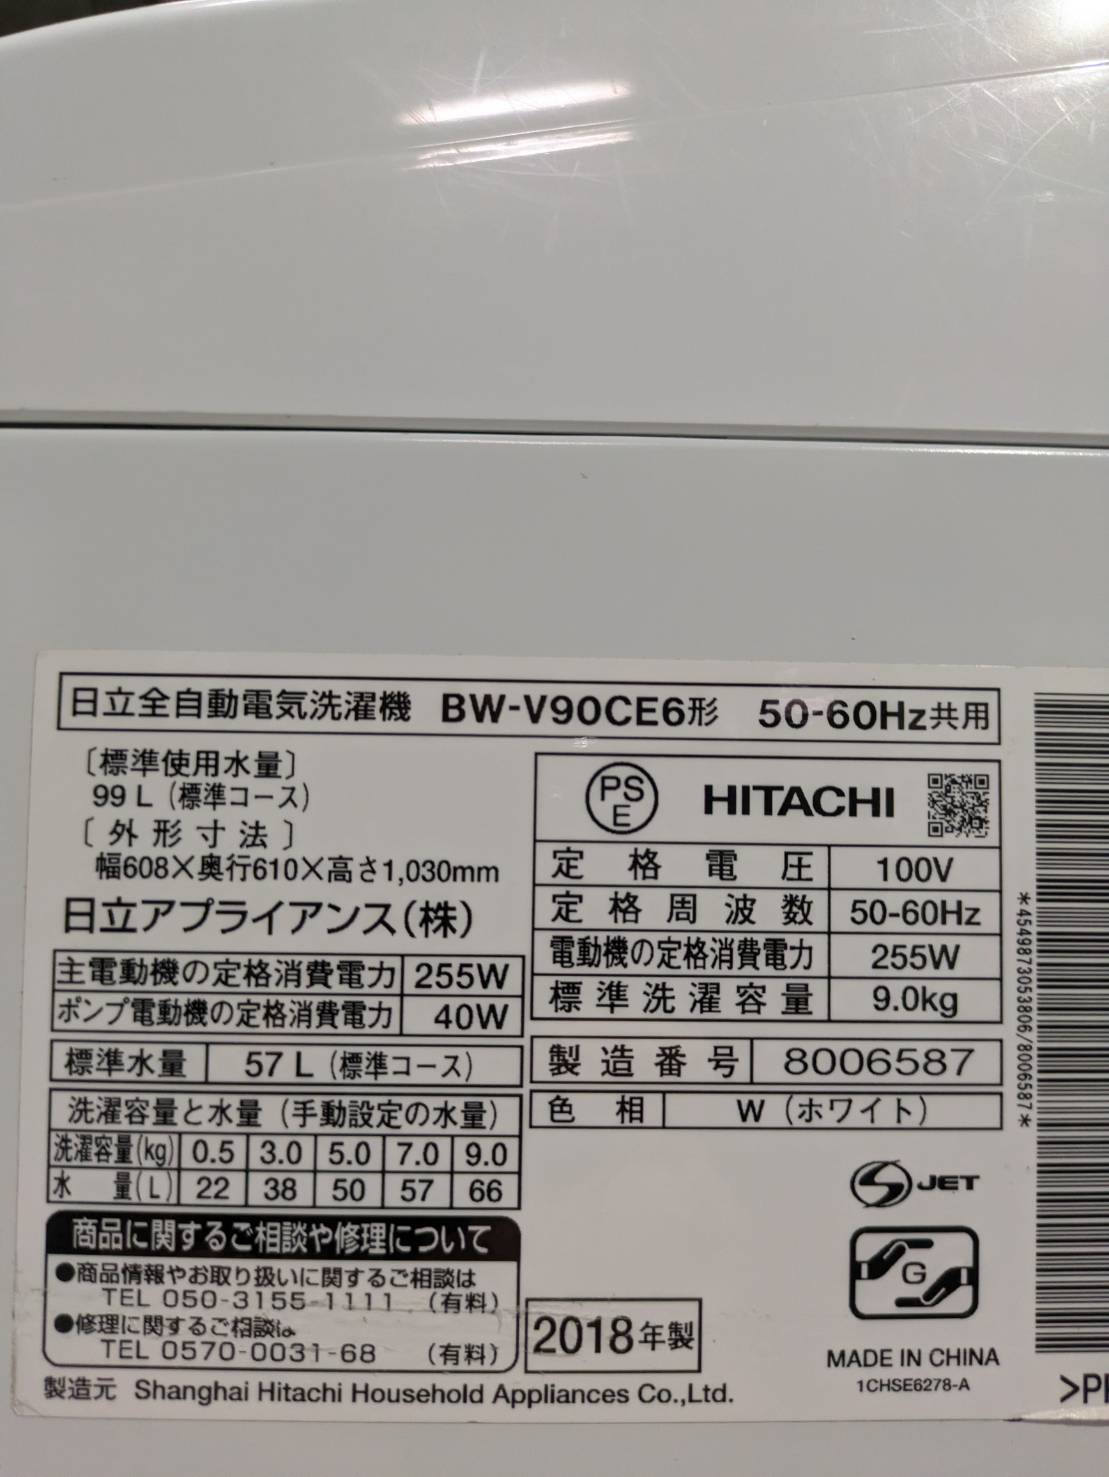 日立全自動電気洗濯機 BW-V90CE6形 50-60Hz共用
〔標準使用水量〕
99 L (標準コース)
〔外形寸法〕
幅608×奥行610×高さ1,030mm
日立アプライアンス(株)
主電動機の定格消費電力 255W
ポンプ電動機の定格消費電力 40W
標準水量 57 L (標準コース)
洗濯容量と水量 (手動設定の水量)
洗濯容量(kg) 0.5 3.0 5.0 7.0 9.0
水量(L) 22 38 50 57 66
商品に関するご相談や修理について
●商品情報やお取り扱いに関するご相談は
TEL 050-3155-1111 (有料)
●修理に関するご相談は
TEL 0570-0031-68 (有料)
製造元 Shanghai Hitachi Household Appliances Co.,Ltd.
PSE HITACHI
定格電圧 100V
定格周波数 50-60Hz
電動機の定格消費電力 255W
標準洗濯容量 9.0kg
製造番号 8006587
色相 W (ホワイト)
S JET
G
2018年製
MADE IN CHINA
1CHSE6278-A
*4549873053806/8006587*